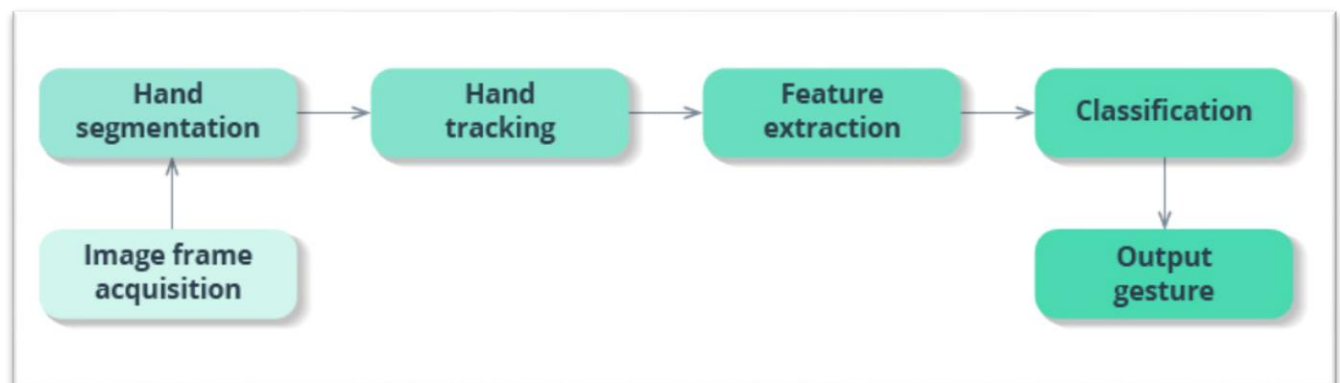 Hand
segmentation
Hand
tracking
Feature
extraction
Classification
Image frame
acquisition
Output
gesture